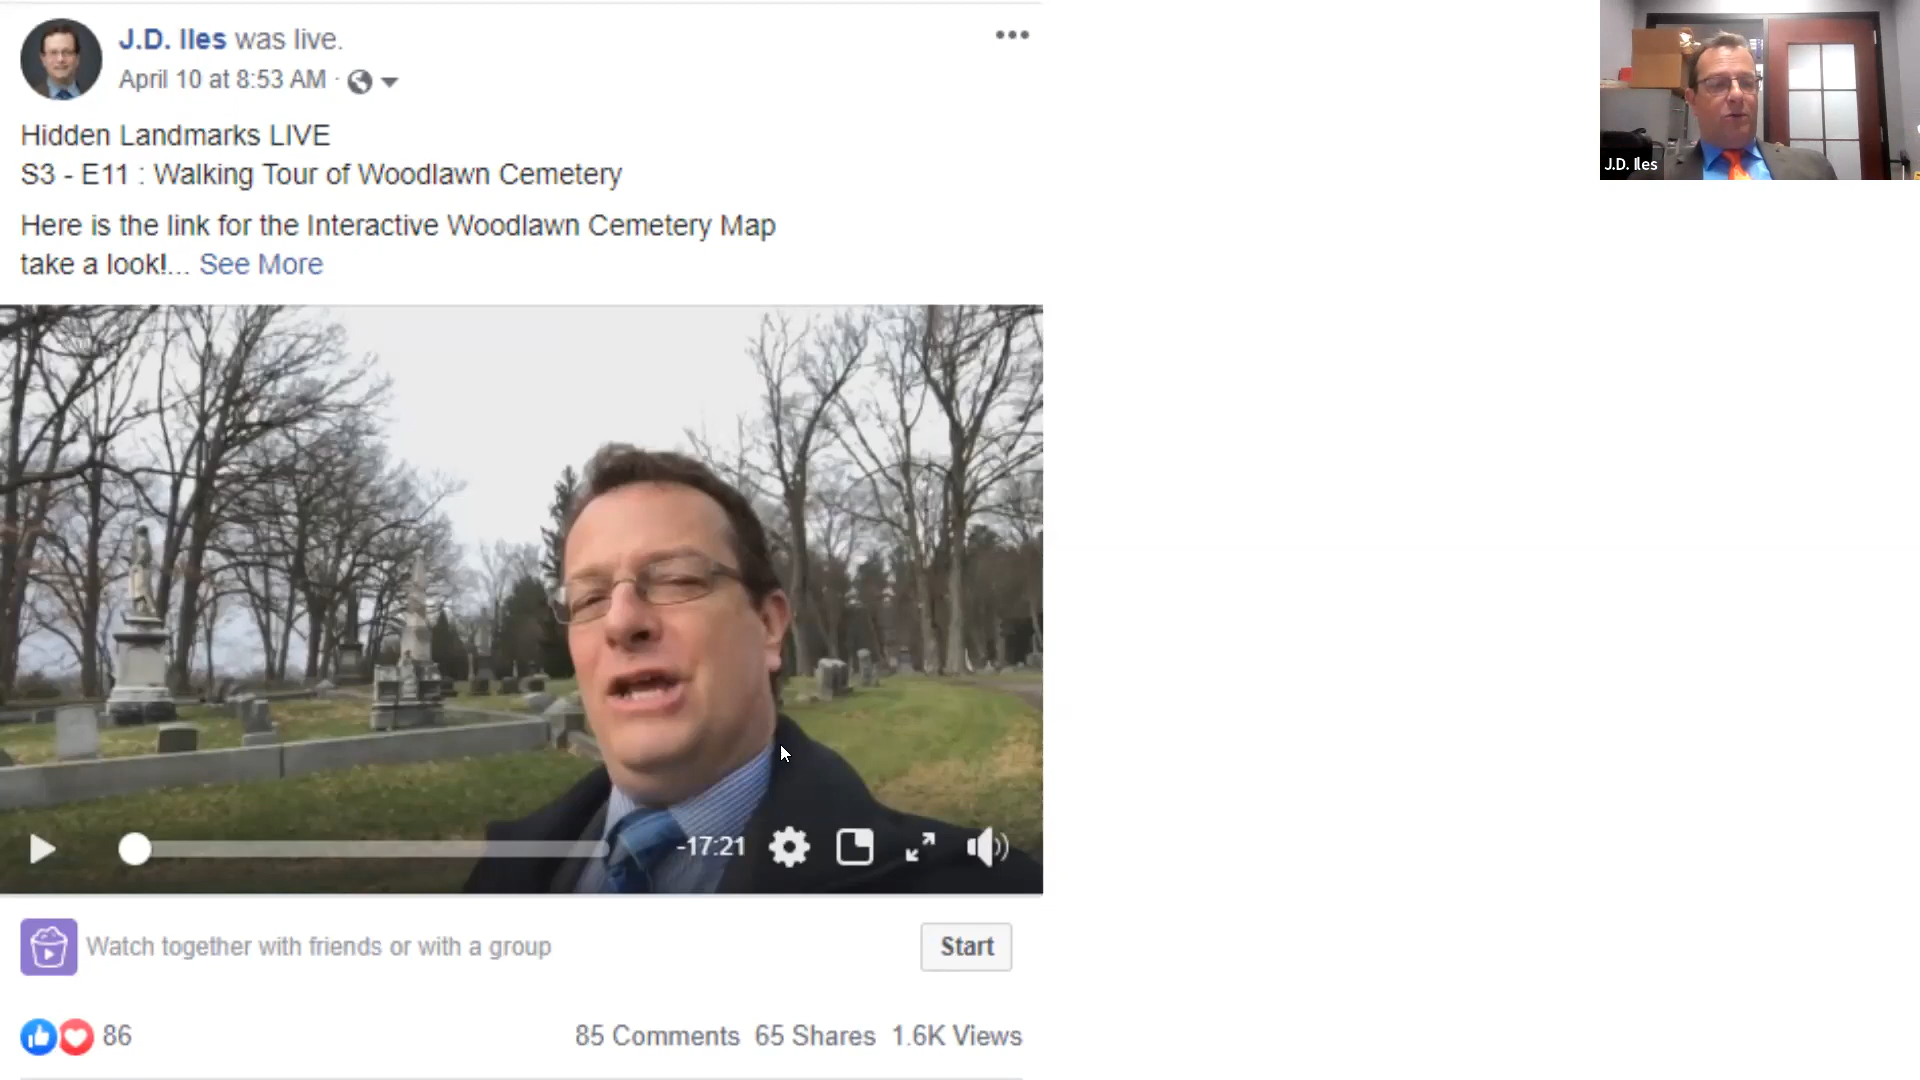 J.D. Iles was live.
April 10 at 8:53 AM ·
Hidden Landmarks LIVE
S3 - E11 : Walking Tour of Woodlawn Cemetery
Here is the link for the Interactive Woodlawn Cemetery Map
take a look!... See More
-17:21
Watch together with friends or with a group
Start
86
85 Comments 65 Shares 1.6K Views
J.D. Iles